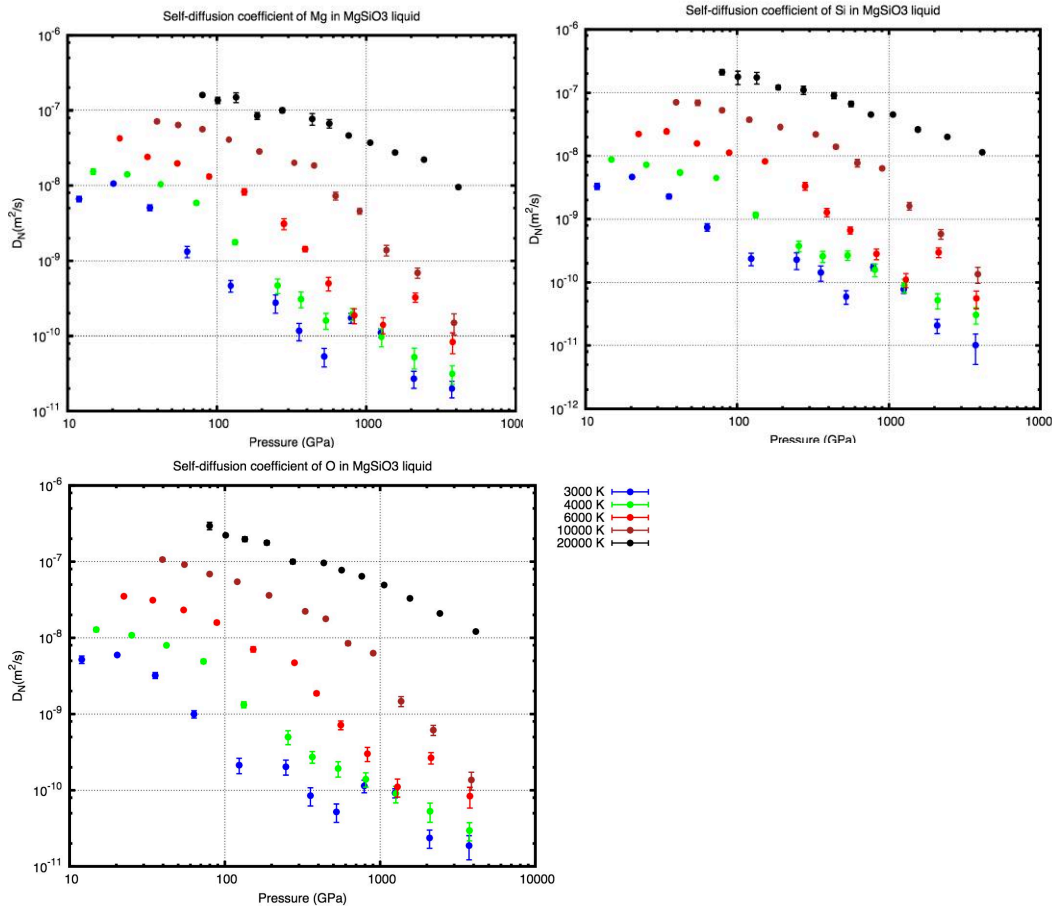 Self-diffusion coefficient of Mg in MgSiO3 liquid
10^-6
10^-7
10^-8
10^-9
10^-10
10^-11
D_N(m^2/s)
10 100 1000 1000
Pressure (GPa)
Self-diffusion coefficient of Si in MgSiO3 liquid
10^-6
10^-7
10^-8
10^-9
10^-10
10^-11
10^-12
D_N(m^2/s)
10 100 1000 1000
Pressure (GPa)
Self-diffusion coefficient of O in MgSiO3 liquid
10^-6
10^-7
10^-8
10^-9
10^-10
10^-11
D_N(m^2/s)
10 100 1000 10000
Pressure (GPa)
3000 K
4000 K
6000 K
10000 K
20000 K